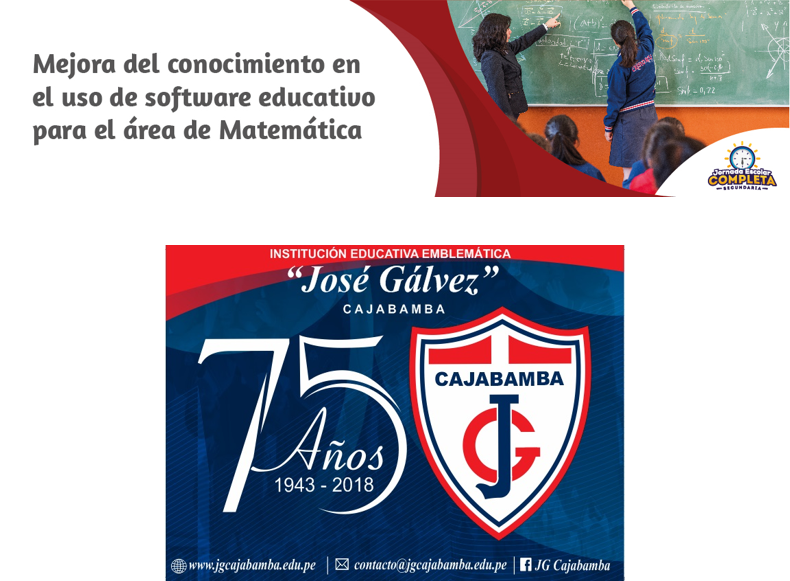 Mejora del conocimiento en
el uso de software educativo
para el área de Matemática
Jornada Escolar
COMPLETA
SECUNDARIA
INSTITUCIÓN EDUCATIVA EMBLEMÁTICA
“José Gálvez”
CAJABAMBA
75
Años
1943 - 2018
CAJABAMBA
JG
www.jgcajabamba.edu.pe | contacto@jgcajabamba.edu.pe | JG Cajabamba